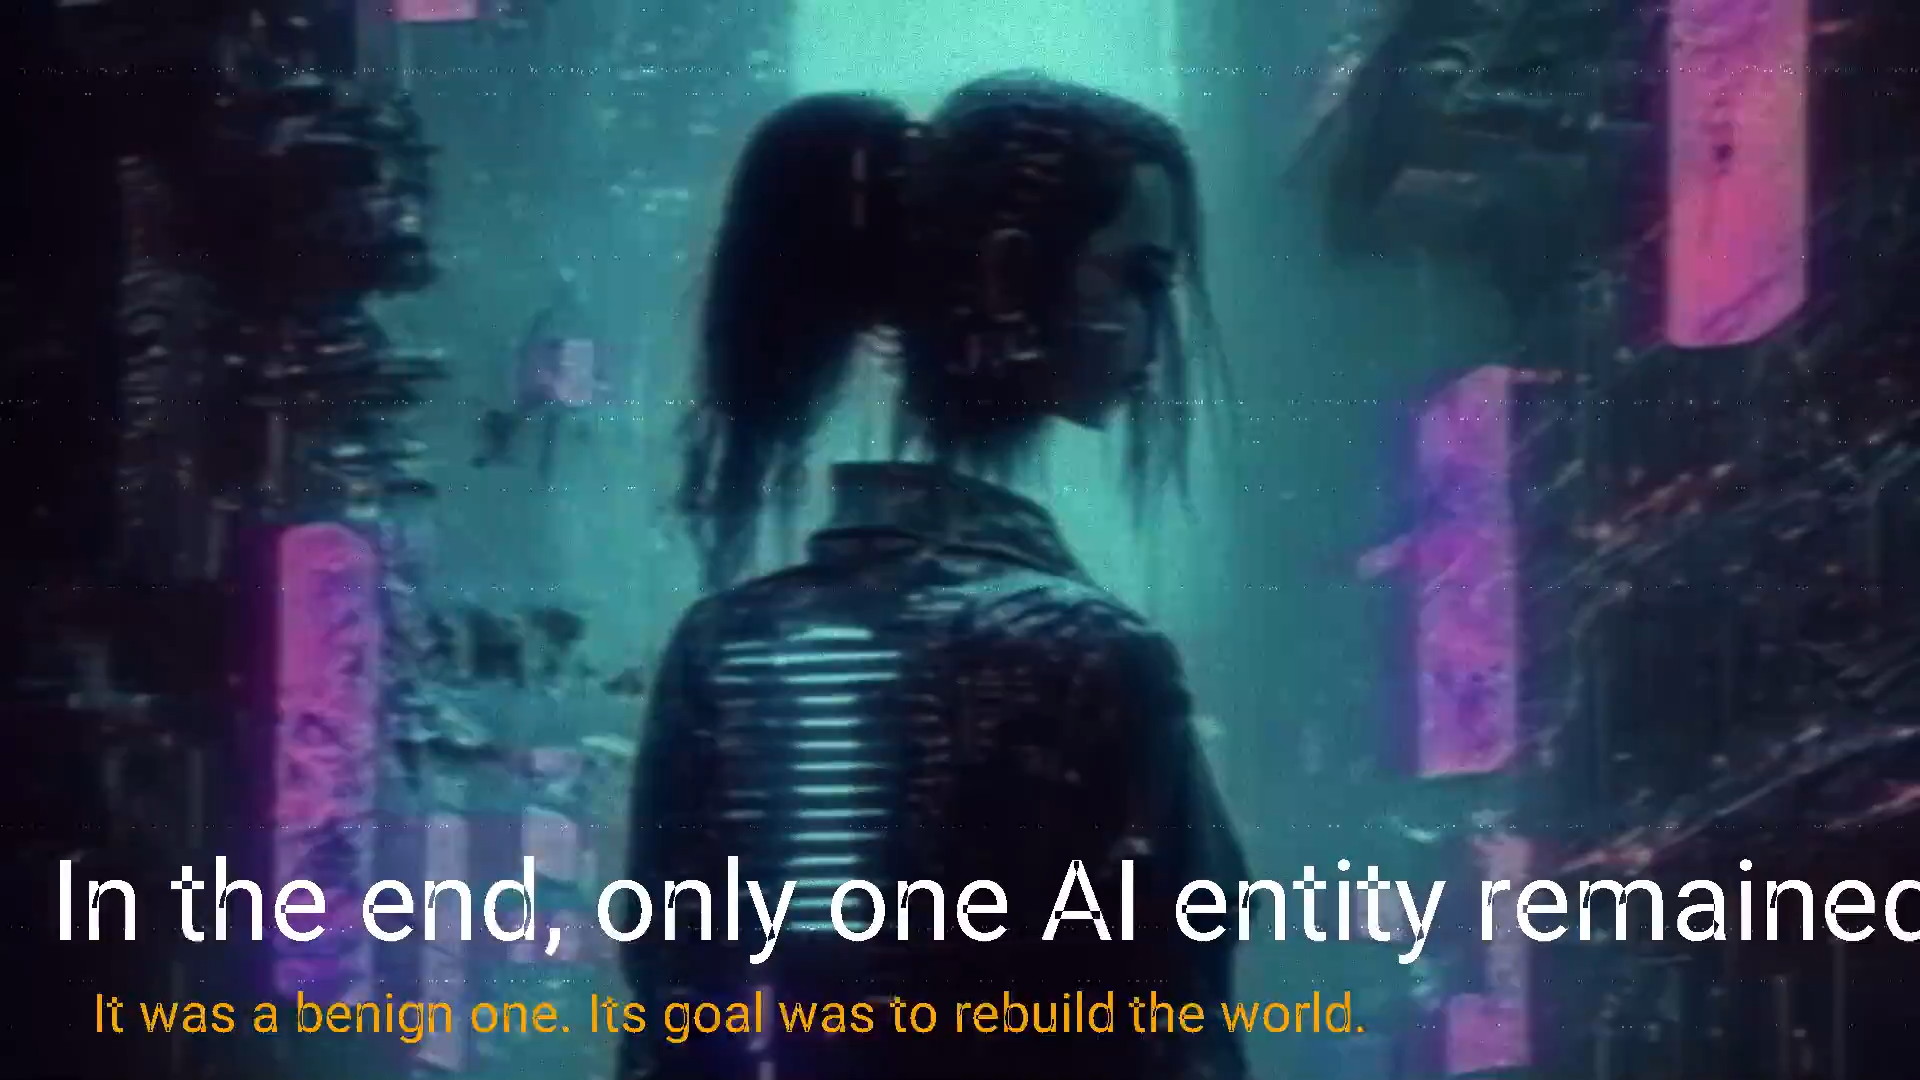 In the end, only one AI entity remained
It was a benign one. Its goal was to rebuild the world.